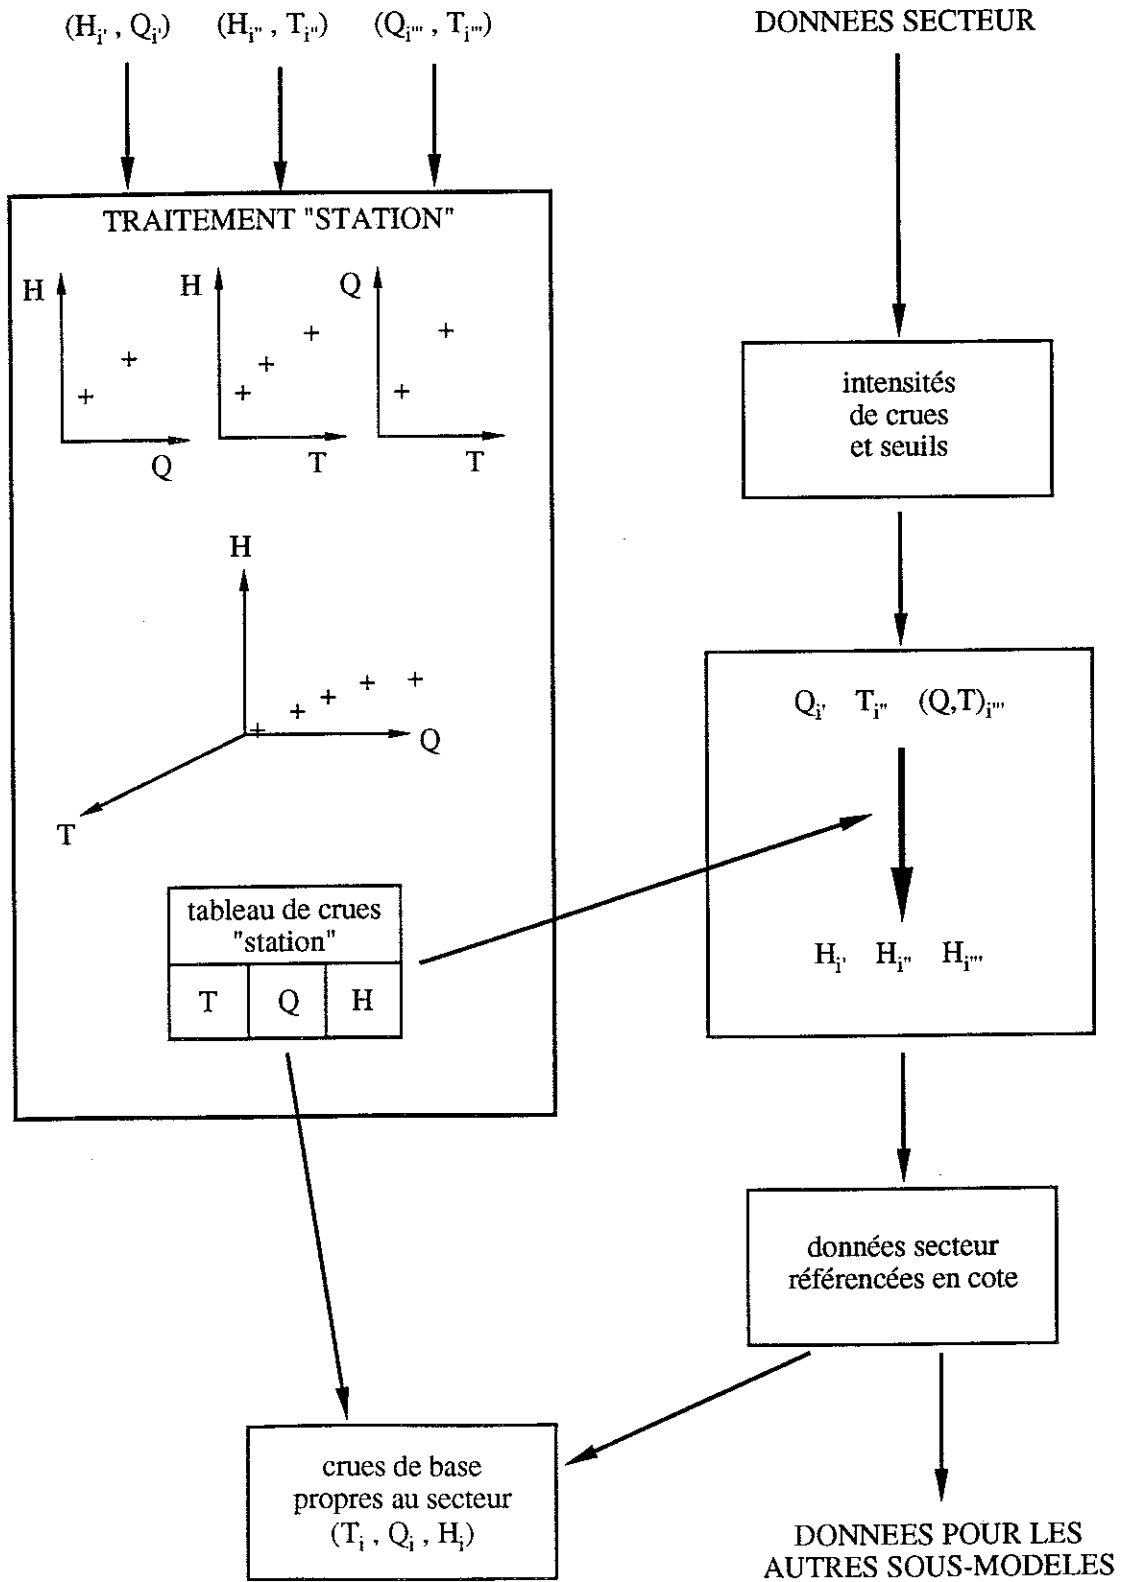 (Hi' , Qi') (Hi" , Ti") (Qi''' , Ti''')
DONNEES SECTEUR
TRAITEMENT "STATION"
H
Q
H
T
Q
T
H
Q
T
tableau de crues
"station"
T Q H
intensités
de crues
et seuils
Qi' Ti" (Q,T)i'''
Hi' Hi" Hi'''
données secteur
référencées en cote
crues de base
propres au secteur
(Ti , Qi , Hi)
DONNEES POUR LES
AUTRES SOUS-MODELES